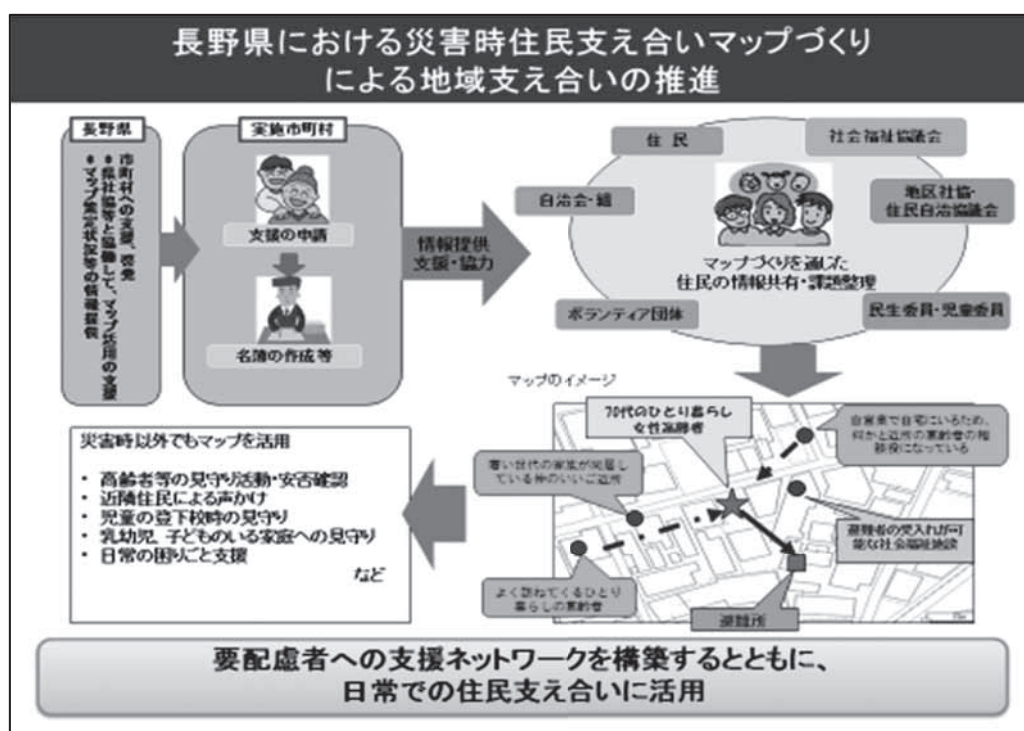 長野県における災害時住民支え合いマップづくり
による地域支え合いの推進
長野県
市町村への支援、啓発
•県社協等と協働して、マップ活用の支援
•マップ策定状況等の情報提供
実施市町村
支援の申請
名簿の作成等
情報提供
支援・協力
住民
社会福祉協議会
自治会・組
地区社協・
住民自治協議会
マップづくりを通じた
住民の情報共有・課題整理
ボランティア団体
民生委員・児童委員
マップのイメージ
70代のひとり暮らし
女性高齢者
自営業で自宅にいるため、
何かと近所の高齢者の相
談役になっている
若い世代の家族が同居し
ている仲のいいご近所
避難者の受入れが可
能な社会福祉施設
よく訪ねてくるひとり
暮らしの高齢者
避難所
災害時以外でもマップを活用
• 高齢者等の見守り活動・安否確認
• 近隣住民による声かけ
• 児童の登下校時の見守り
• 乳幼児、子どものいる家庭への見守り
• 日常の困りごと支援
など
要配慮者への支援ネットワークを構築するとともに、
日常での住民支え合いに活用